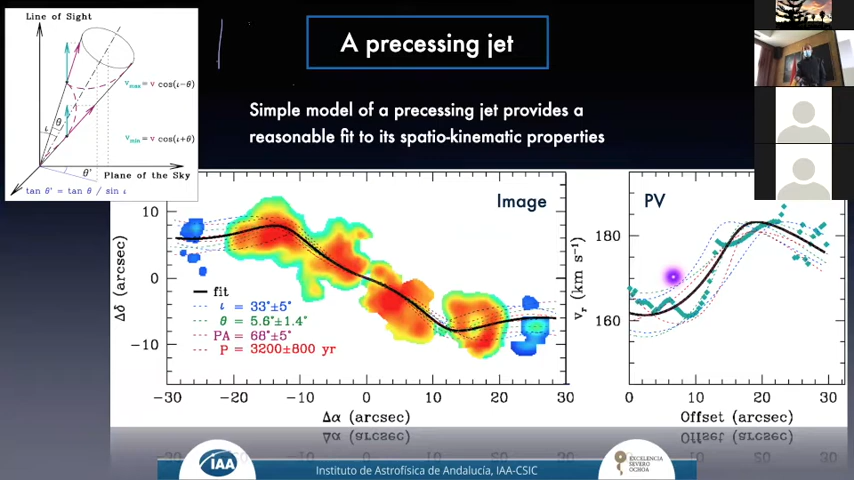 Line of Sight
v max = v cos(ι−θ)
ι
θ
v min = v cos(ι+θ)
θ'
Plane of the Sky
tan θ' = tan θ / sin ι
A precessing jet
Simple model of a precessing jet provides a
reasonable fit to its spatio-kinematic properties
Image
10
0
−10
Δδ (arcsec)
fit
ι = 33°±5°
θ = 5.6°±1.4°
PA = 68°±5°
P = 3200±800 yr
−30 −20 −10 0 10 20 30
Δα (arcsec)
PV
180
160
v r (km s−1)
0 10 20 30
Offset (arcsec)
IAA
Instituto de Astrofísica de Andalucía, IAA-CSIC
EXCELENCIA
SEVERO
OCHOA